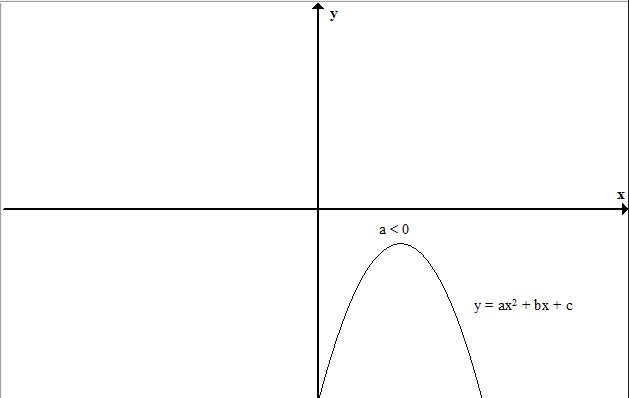 y
x
a < 0
y = ax² + bx + c